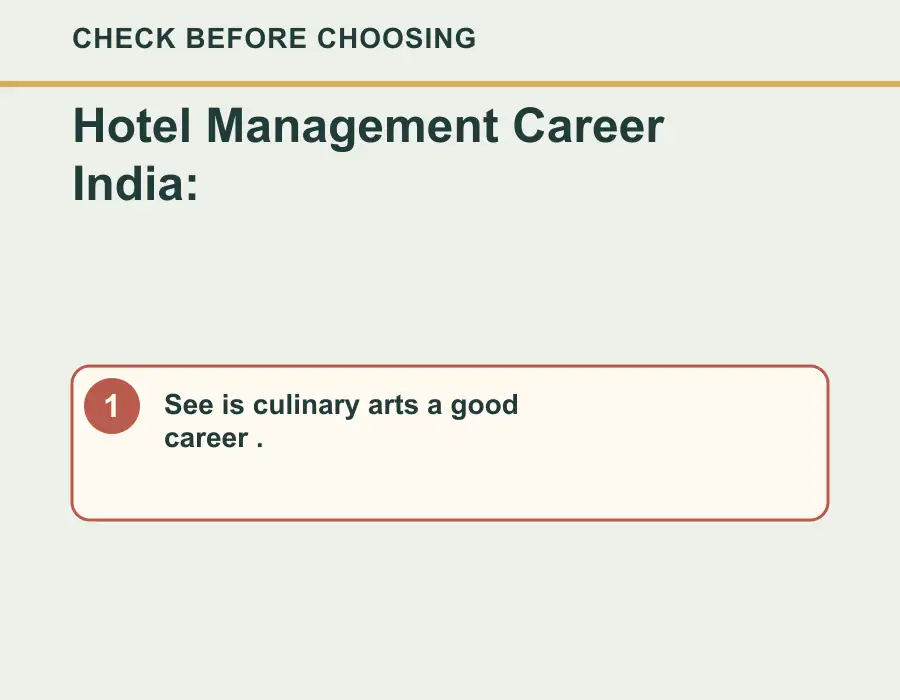 CHECK BEFORE CHOOSING
Hotel Management Career
India:
1
See is culinary arts a good
career .